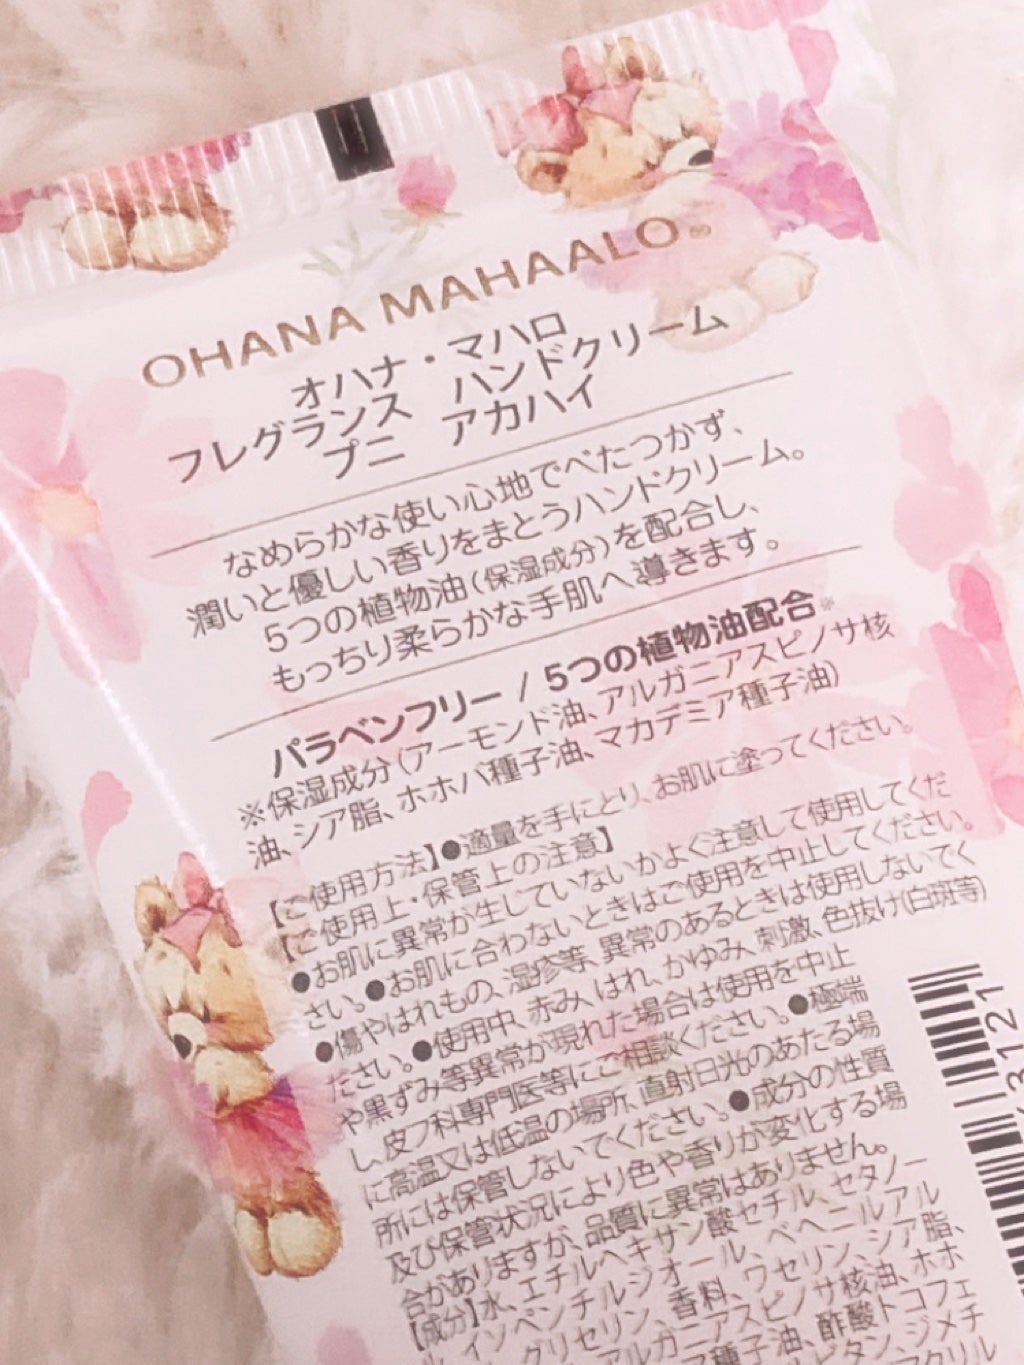 OHANA MAHAALO®
オハナ・マハロ
フレグランス ハンドクリーム
プニ アカハイ
なめらかな使い心地でべたつかず、
潤いと優しい香りをまとうハンドクリーム。
5つの植物油(保湿成分)を配合し、
もっちり柔らかな手肌へ導きます。
パラベンフリー / 5つの植物油配合※
※保湿成分(アーモンド油、アルガニアスピノサ核
油、シア脂、ホホバ種子油、マカデミア種子油)
【ご使用方法】●適量を手にとり、お肌に塗ってください。
【ご使用上・保管上の注意】
●お肌に異常が生じていないかよく注意して使用してくだ
さい。●お肌に合わないときはご使用を中止してください。
●傷やはれもの、湿疹等、異常のあるときは使用しないでく
ださい。●使用中、赤み、はれ、かゆみ、刺激、色抜け(白斑等)
や黒ずみ等異常が現れた場合は使用を中止
し、皮フ科専門医等にご相談ください。●極端
に高温又は低温の場所、直射日光のあたる場
所には保管しないでください。●成分の性質
及び保管状況により色や香りが変化する場
合がありますが、品質に異常はありません。
【成分】水、エチルヘキサン酸セチル、セタノー
ル、イソペンチルジオール、ベヘニルアル
グリセリン、香料、ワセリン、シア脂、
アルガニアスピノサ核油、ホホ
種子油、酢酸トコフェ
ジメチ
3121